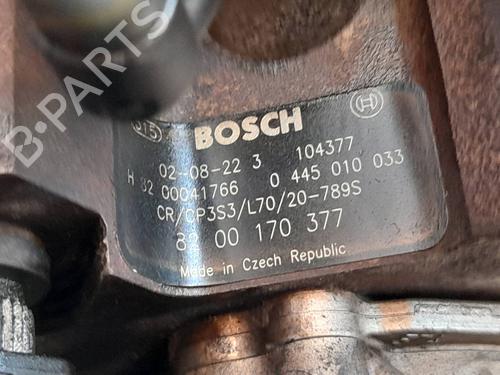 B-PARTS
315
BOSCH
02-08-22 3 104377
H 82 00041766 0 445 010 033
CR/CP3S3/L70/20-789S
82 00 170 377
Made in Czech Republic